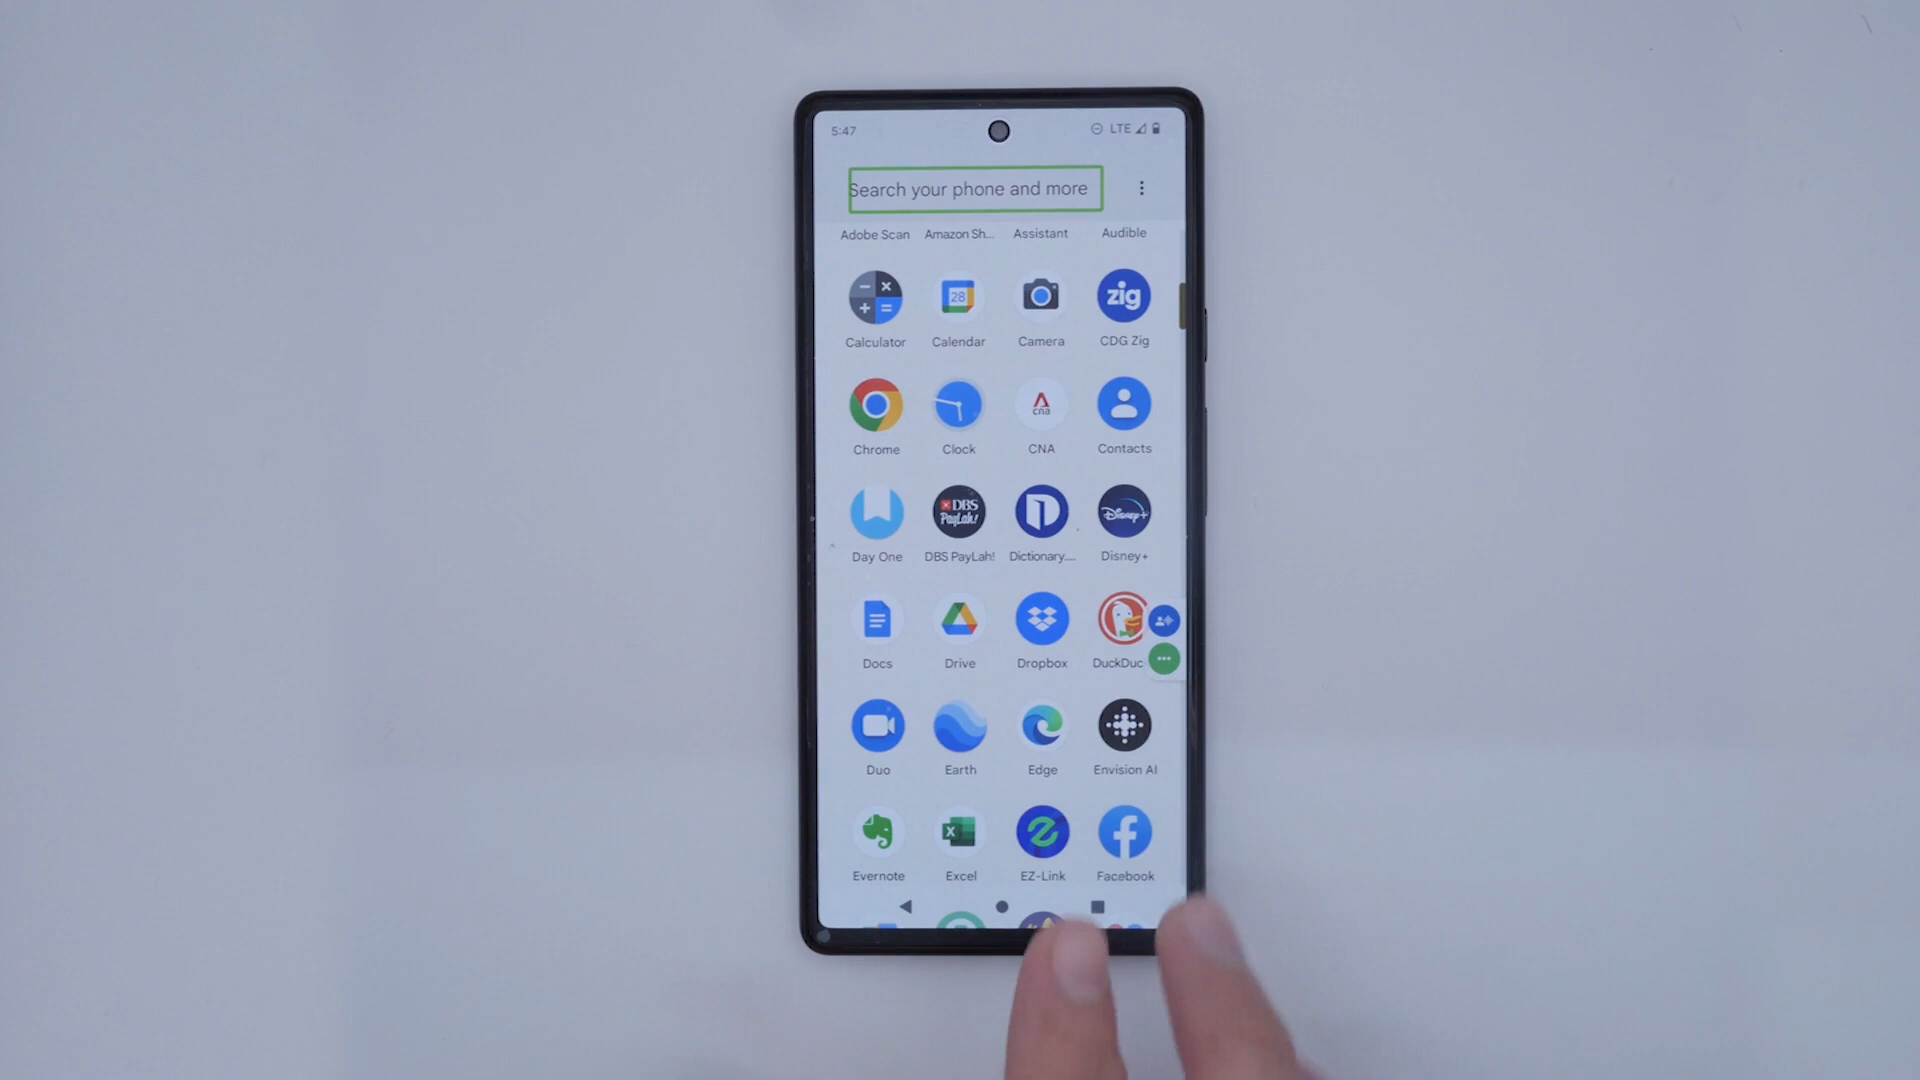 5:47 LTE
Search your phone and more
Adobe Scan Amazon Sh... Assistant Audible
28 zig
Calculator Calendar Camera CDG Zig
cna
Chrome Clock CNA Contacts
DBS PayLah! Disney+
Day One DBS PayLah! Dictionary.... Disney+
Docs Drive Dropbox DuckDuc
Duo Earth Edge Envision AI
Evernote Excel EZ-Link Facebook